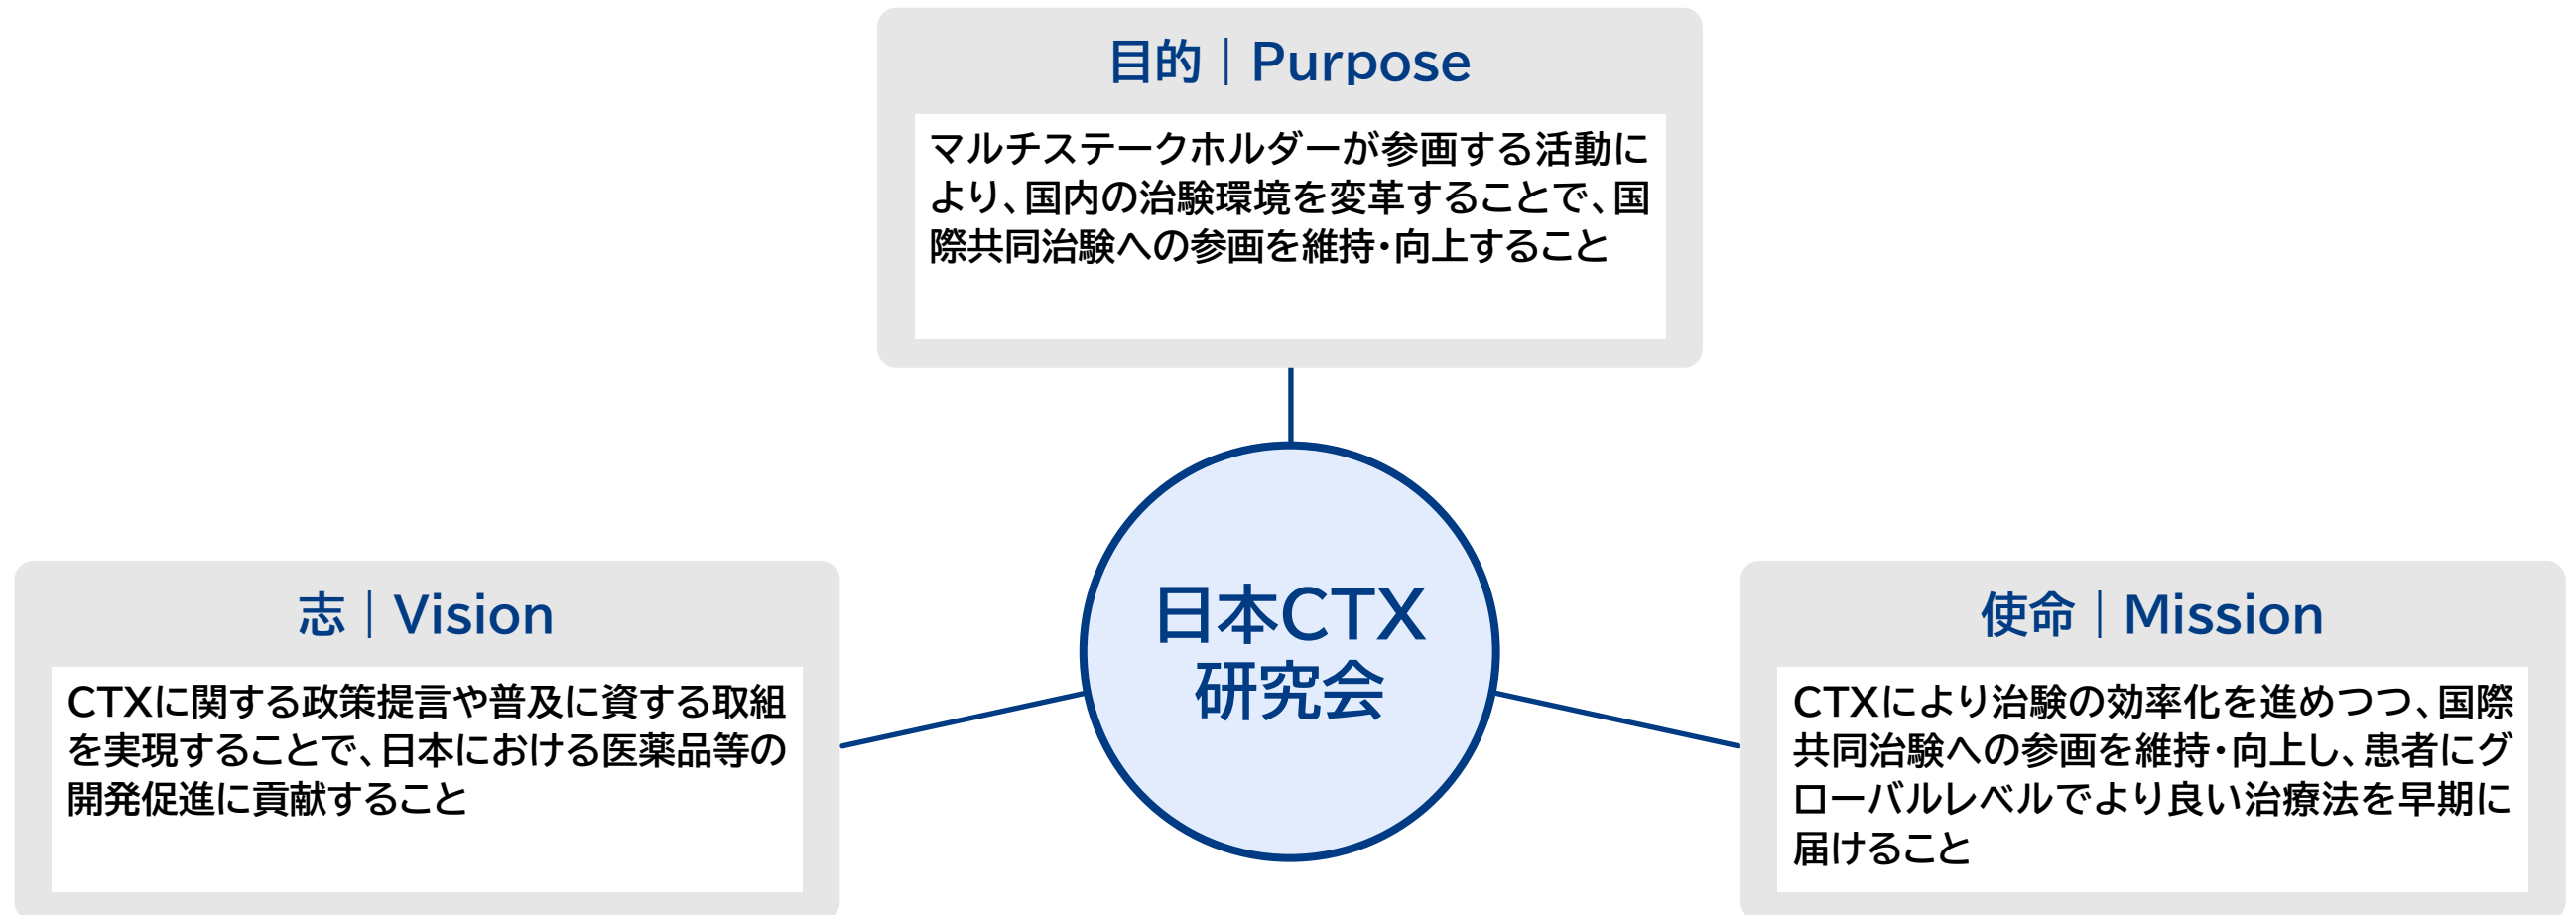 目的｜Purpose
マルチステークホルダーが参画する活動に
より、国内の治験環境を変革することで、国
際共同治験への参画を維持・向上すること
日本CTX
研究会
志｜Vision
CTXに関する政策提言や普及に資する取組
を実現することで、日本における医薬品等の
開発促進に貢献すること
使命｜Mission
CTXにより治験の効率化を進めつつ、国際
共同治験への参画を維持・向上し、患者にグ
ローバルレベルでより良い治療法を早期に
届けること